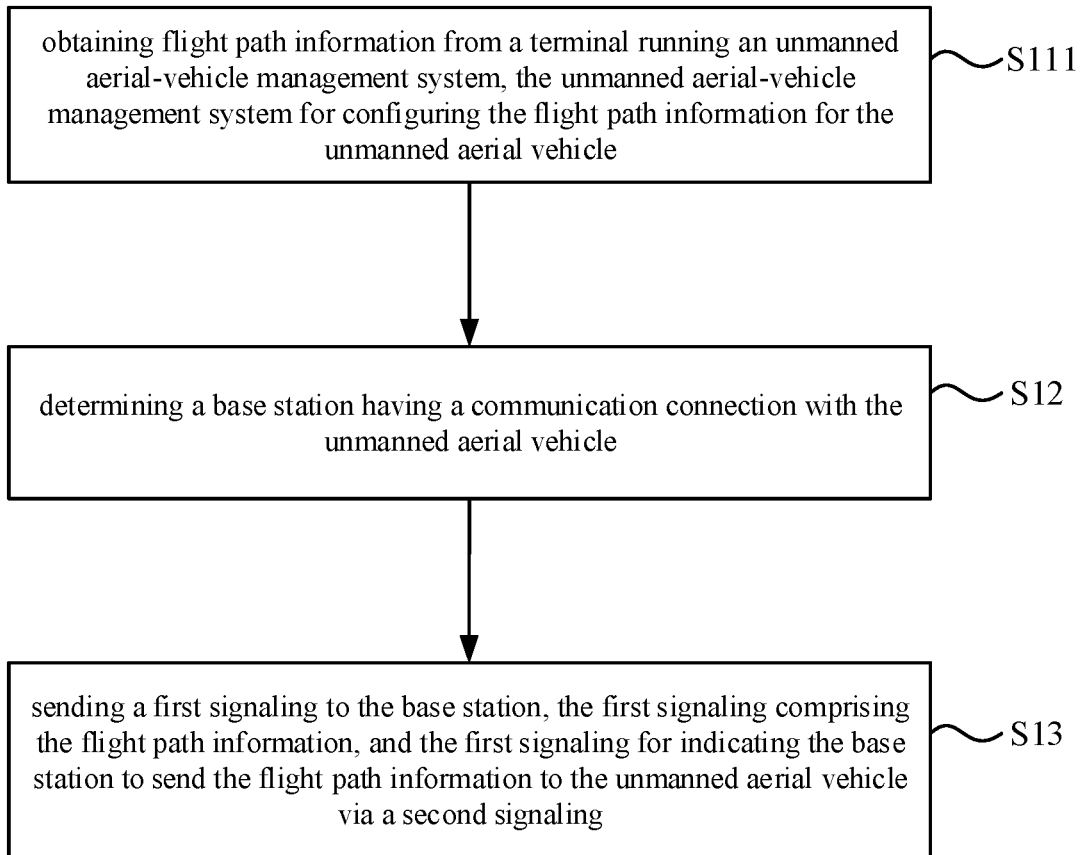 obtaining flight path information from a terminal running an unmanned
aerial-vehicle management system, the unmanned aerial-vehicle
management system for configuring the flight path information for the
unmanned aerial vehicle
S111
determining a base station having a communication connection with the
unmanned aerial vehicle
S12
sending a first signaling to the base station, the first signaling comprising
the flight path information, and the first signaling for indicating the base
station to send the flight path information to the unmanned aerial vehicle
via a second signaling
S13